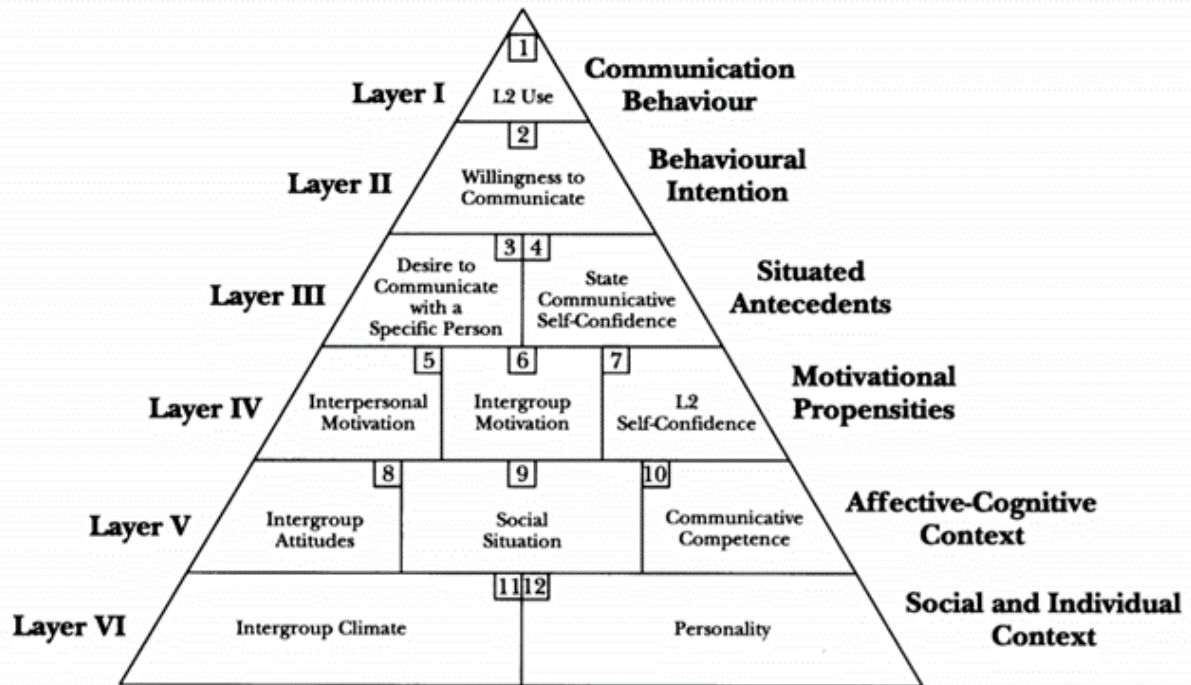 1
Layer I
L2 Use
Communication
Behaviour
2
Layer II
Willingness to
Communicate
Behavioural
Intention
3 4
Layer III
Desire to
Communicate
with a
Specific Person
State
Communicative
Self-Confidence
Situated
Antecedents
5 6 7
Layer IV
Interpersonal
Motivation
Intergroup
Motivation
L2
Self-Confidence
Motivational
Propensities
8 9 10
Layer V
Intergroup
Attitudes
Social
Situation
Communicative
Competence
Affective-Cognitive
Context
11 12
Layer VI
Intergroup Climate
Personality
Social and Individual
Context